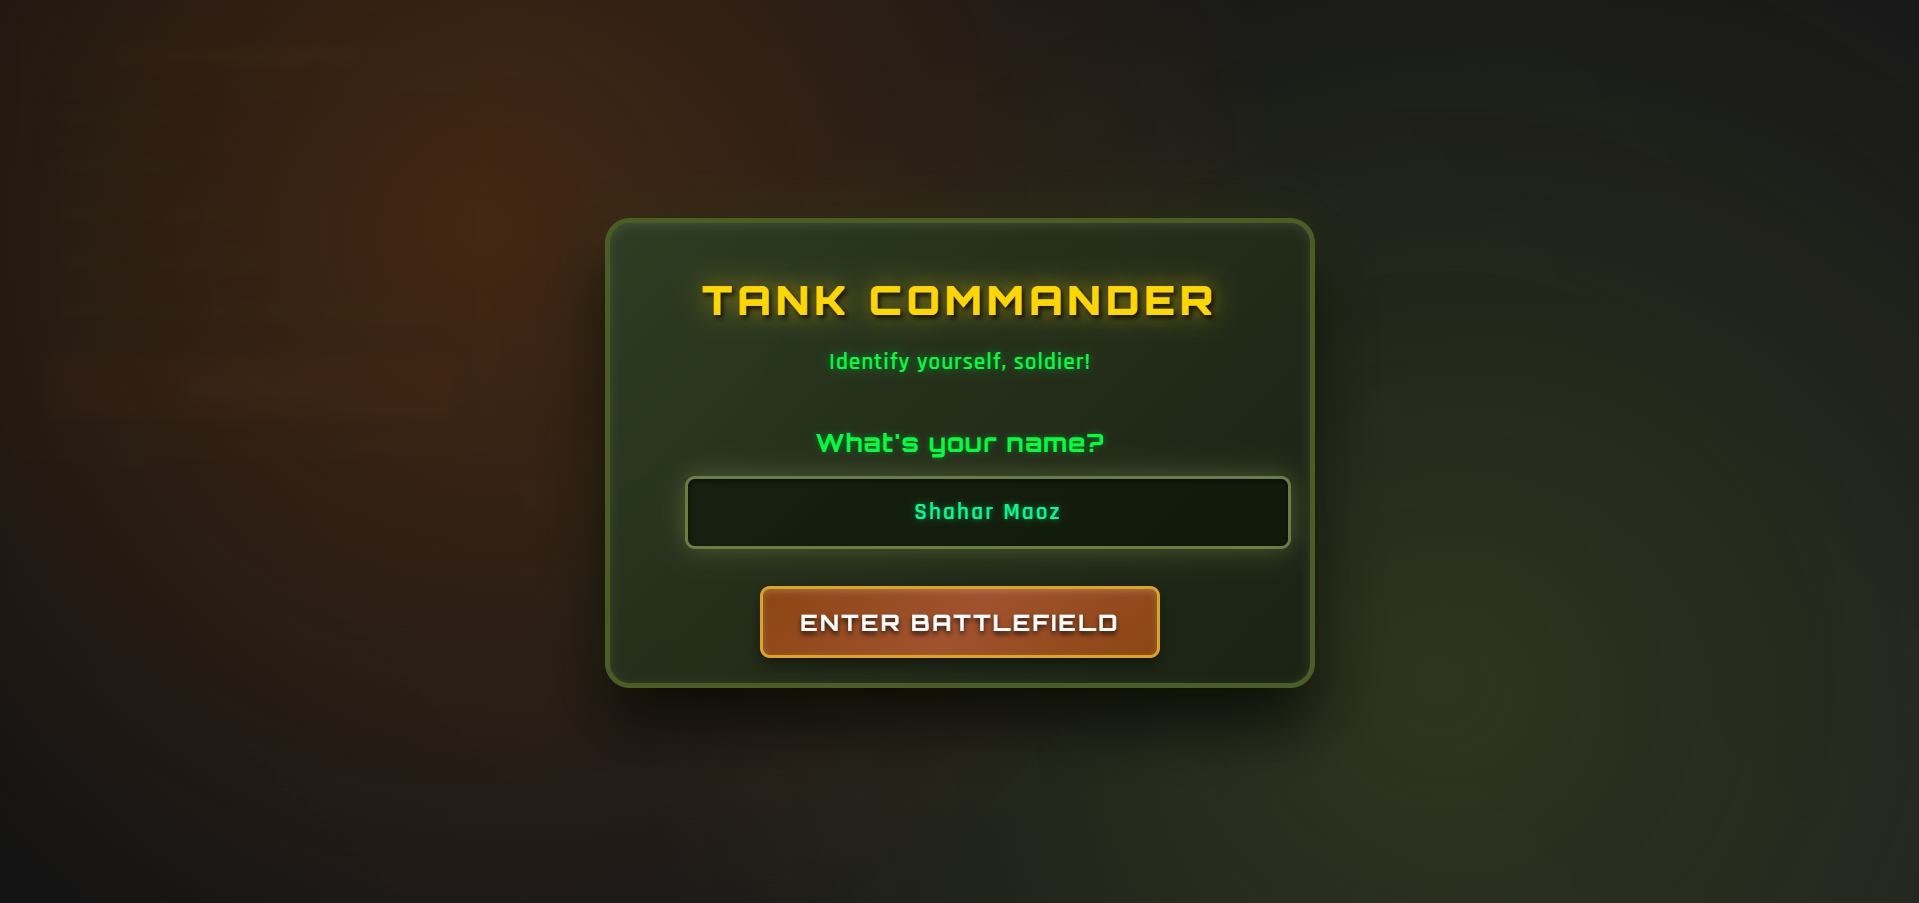 TANK COMMANDER
Identify yourself, soldier!
What's your name?
Shahar Maoz
ENTER BATTLEFIELD